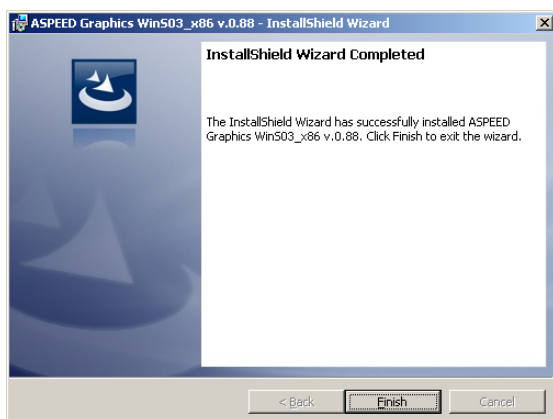 ASPEED Graphics WinS03_x86 v.0.88 - InstallShield Wizard
InstallShield Wizard Completed
The InstallShield Wizard has successfully installed ASPEED
Graphics WinS03_x86 v.0.88. Click Finish to exit the wizard.
< Back Finish Cancel